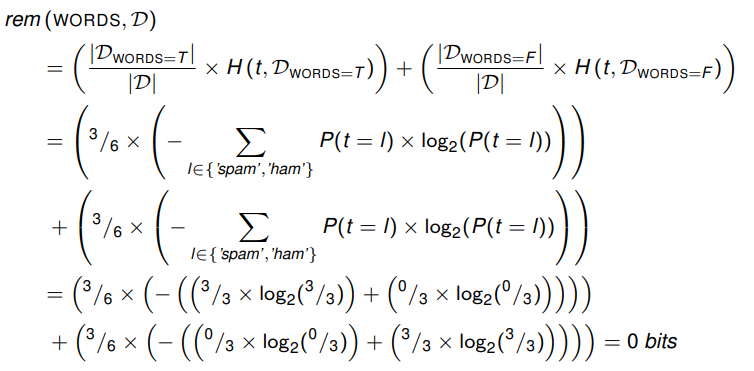 rem (WORDS, 𝒟)
= ( |𝒟_WORDS=T| / |𝒟| × H (t, 𝒟_WORDS=T) ) + ( |𝒟_WORDS=F| / |𝒟| × H (t, 𝒟_WORDS=F) )
= ( 3/6 × ( − ∑_{l∈{'spam','ham'}} P(t = l) × log₂(P(t = l)) ) )
+ ( 3/6 × ( − ∑_{l∈{'spam','ham'}} P(t = l) × log₂(P(t = l)) ) )
= (3/6 × (− ((3/3 × log₂(3/3)) + (0/3 × log₂(0/3)))))
+ (3/6 × (− ((0/3 × log₂(0/3)) + (3/3 × log₂(3/3))))) = 0 bits